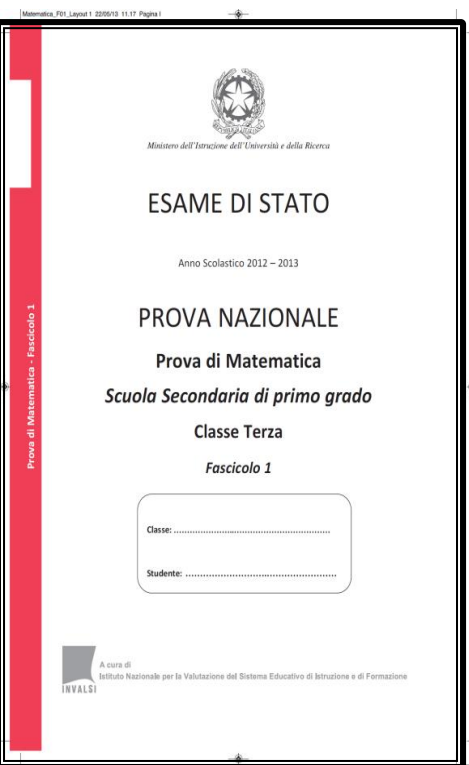 Matematica_F01_Layout 1 22/05/13 11.17 Pagina I
Ministero dell'Istruzione dell'Università e della Ricerca
ESAME DI STATO
Anno Scolastico 2012 – 2013
PROVA NAZIONALE
Prova di Matematica
Scuola Secondaria di primo grado
Classe Terza
Fascicolo 1
Prova di Matematica - Fascicolo 1
Classe: ........................................................
Studente: ......................................................
A cura di
Istituto Nazionale per la Valutazione del Sistema Educativo di Istruzione e di Formazione
INVALSI